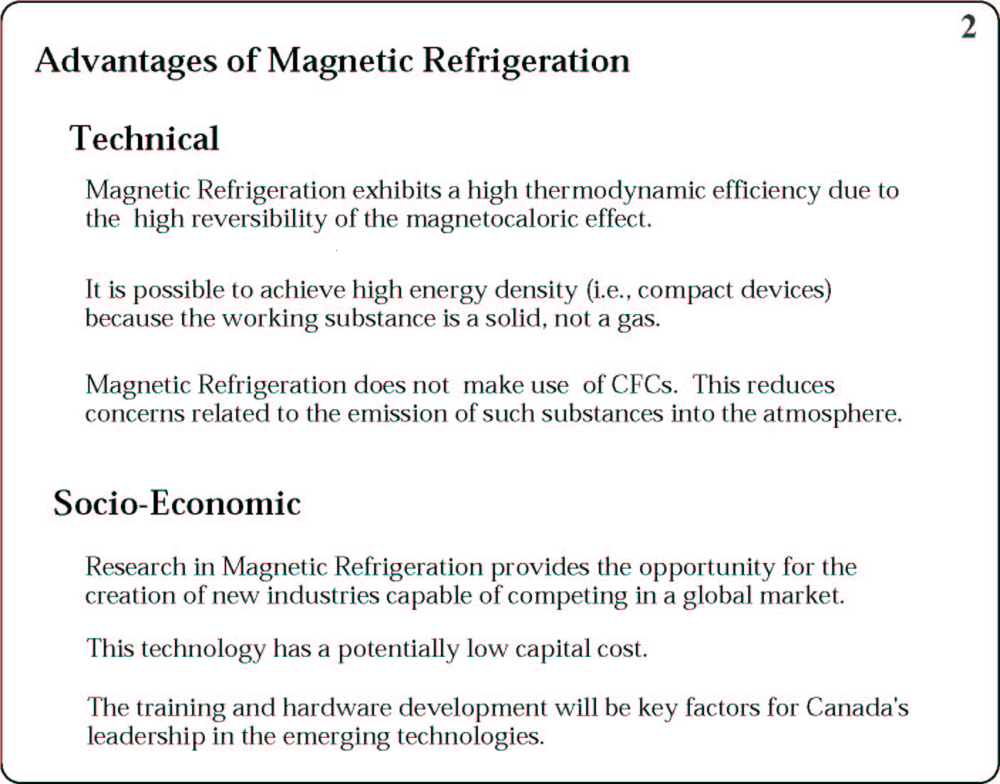 2
Advantages of Magnetic Refrigeration
Technical
Magnetic Refrigeration exhibits a high thermodynamic efficiency due to
the  high reversibility of the magnetocaloric effect.
It is possible to achieve high energy density (i.e., compact devices)
because the working substance is a solid, not a gas.
Magnetic Refrigeration does not  make use  of CFCs.  This reduces
concerns related to the emission of such substances into the atmosphere.
Socio-Economic
Research in Magnetic Refrigeration provides the opportunity for the
creation of new industries capable of competing in a global market.
This technology has a potentially low capital cost.
The training and hardware development will be key factors for Canada's
leadership in the emerging technologies.